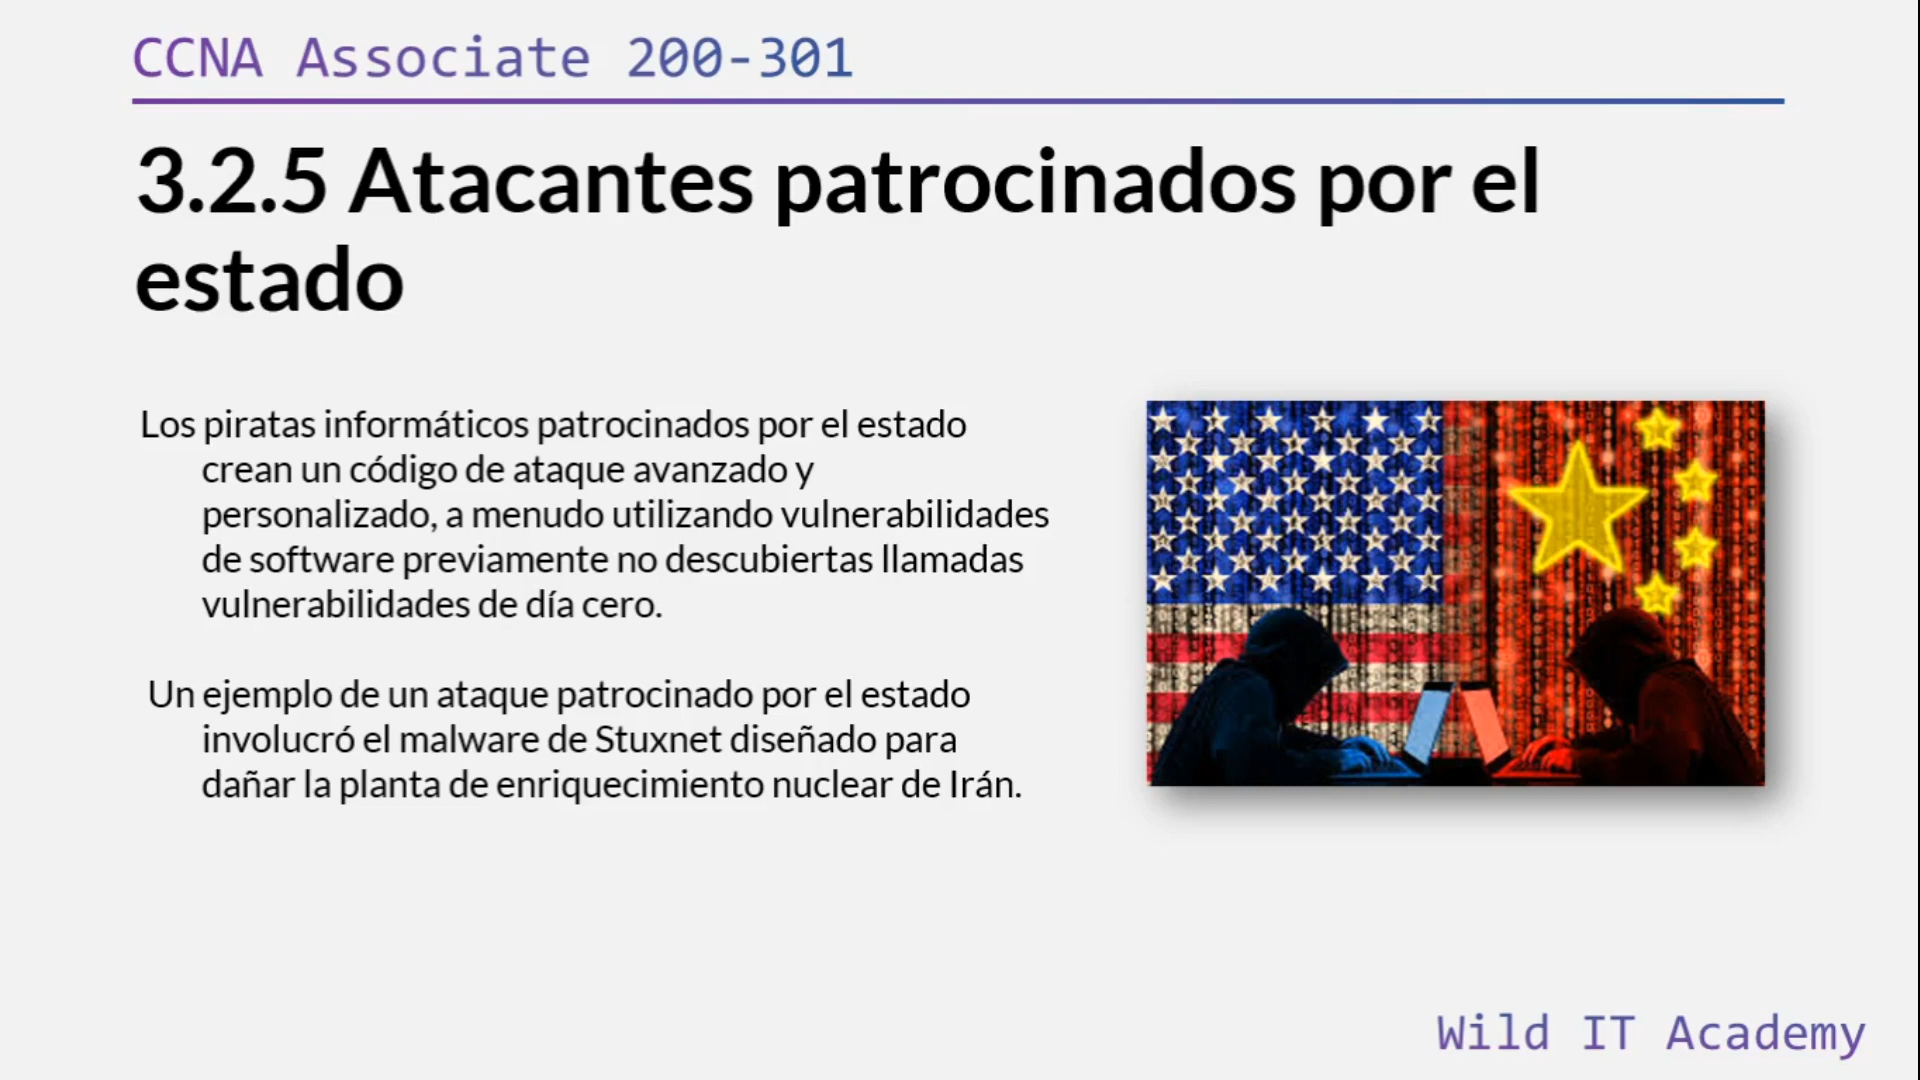 CCNA Associate 200-301
3.2.5 Atacantes patrocinados por el
estado
Los piratas informáticos patrocinados por el estado
crean un código de ataque avanzado y
personalizado, a menudo utilizando vulnerabilidades
de software previamente no descubiertas llamadas
vulnerabilidades de día cero.
Un ejemplo de un ataque patrocinado por el estado
involucró el malware de Stuxnet diseñado para
dañar la planta de enriquecimiento nuclear de Irán.
Wild IT Academy